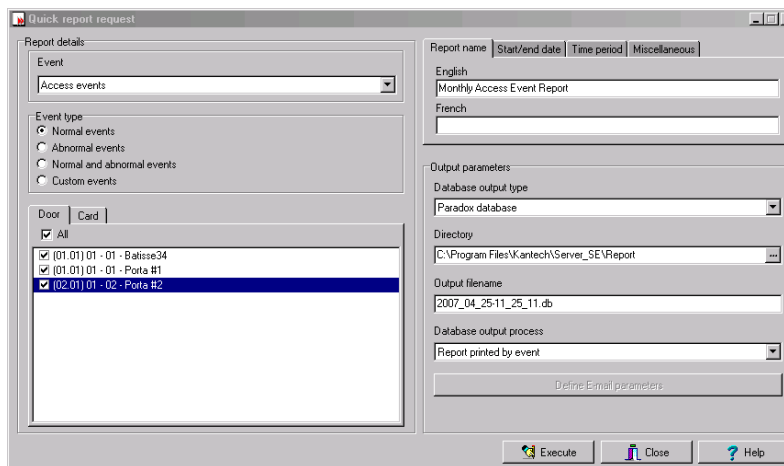 Quick report request
Report details
Event
Access events
Event type
Normal events
Abnormal events
Normal and abnormal events
Custom events
Door
Card
All
(01.01) 01 - 01 - Batisse34
(01.01) 01 - 01 - Porta #1
(02.01) 01 - 02 - Porta #2
Report name
Start/end date
Time period
Miscellaneous
English
Monthly Access Event Report
French
Output parameters
Database output type
Paradox database
Directory
C:\Program Files\Kantech\Server_SE\Report
...
Output filename
2007_04_25-11_25_11.db
Database output process
Report printed by event
Define E-mail parameters
Execute
Close
? Help